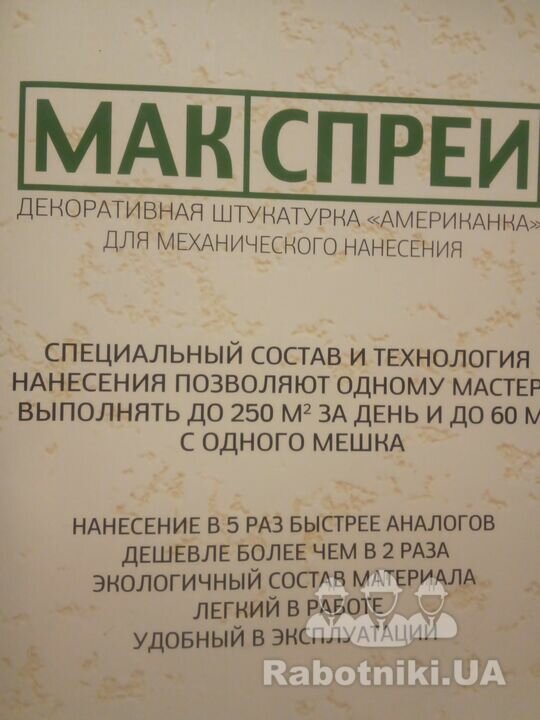 МАК СПРЕЙ
ДЕКОРАТИВНАЯ ШТУКАТУРКА «АМЕРИКАНКА»
ДЛЯ МЕХАНИЧЕСКОГО НАНЕСЕНИЯ
СПЕЦИАЛЬНЫЙ СОСТАВ И ТЕХНОЛОГИЯ
НАНЕСЕНИЯ ПОЗВОЛЯЮТ ОДНОМУ МАСТЕР
ВЫПОЛНЯТЬ ДО 250 М² ЗА ДЕНЬ И ДО 60 М
С ОДНОГО МЕШКА
НАНЕСЕНИЕ В 5 РАЗ БЫСТРЕЕ АНАЛОГОВ
ДЕШЕВЛЕ БОЛЕЕ ЧЕМ В 2 РАЗА
ЭКОЛОГИЧНЫЙ СОСТАВ МАТЕРИАЛА
ЛЕГКИЙ В РАБОТЕ
УДОБНЫЙ В ЭКСПЛУАТАЦИИ
Rabotniki.UA